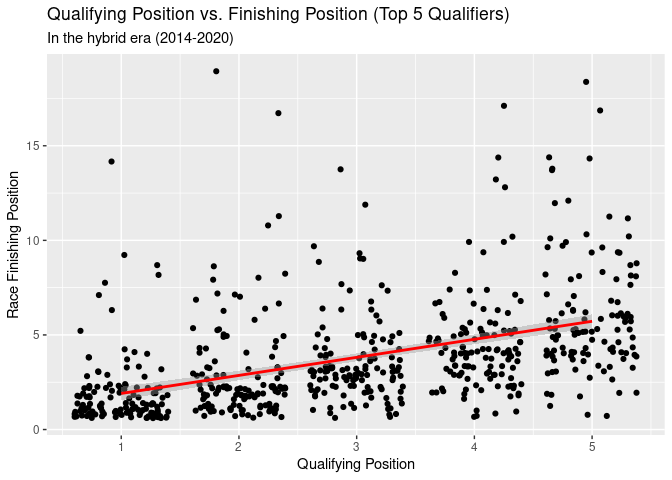 Qualifying Position vs. Finishing Position (Top 5 Qualifiers)
In the hybrid era (2014-2020)
Race Finishing Position
15
10
5
0
1 2 3 4 5
Qualifying Position